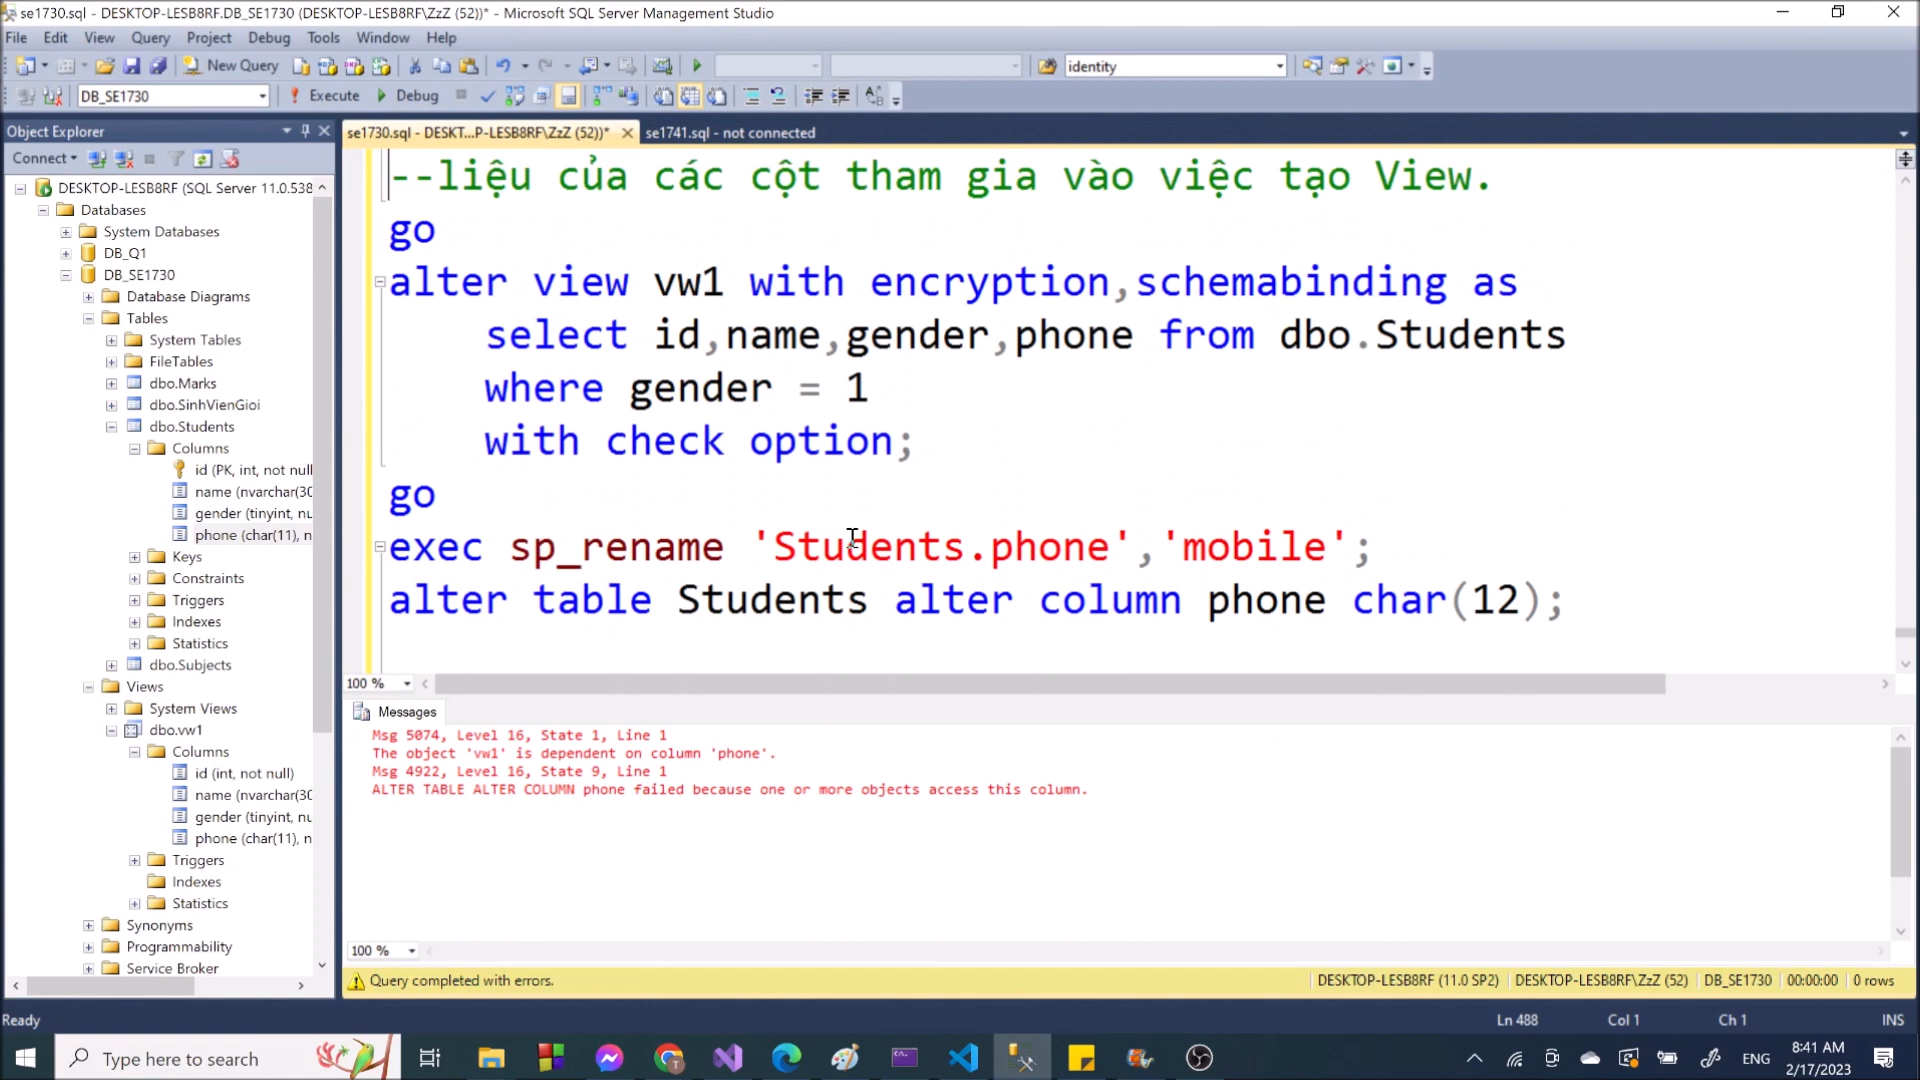 se1730.sql - DESKTOP-LESB8RF.DB_SE1730 (DESKTOP-LESB8RF\ZzZ (52))* - Microsoft SQL Server Management Studio
File Edit View Query Project Debug Tools Window Help
New Query identity
DB_SE1730 Execute Debug
Object Explorer
Connect
DESKTOP-LESB8RF (SQL Server 11.0.538
Databases
System Databases
DB_Q1
DB_SE1730
Database Diagrams
Tables
System Tables
FileTables
dbo.Marks
dbo.SinhVienGioi
dbo.Students
Columns
id (PK, int, not null
name (nvarchar(30
gender (tinyint, nu
phone (char(11), n
Keys
Constraints
Triggers
Indexes
Statistics
dbo.Subjects
Views
System Views
dbo.vw1
Columns
id (int, not null)
name (nvarchar(30
gender (tinyint, nu
phone (char(11), n
Triggers
Indexes
Statistics
Synonyms
Programmability
Service Broker
se1730.sql - DESKT...P-LESB8RF\ZzZ (52))* se1741.sql - not connected
--liệu của các cột tham gia vào việc tạo View.
go
alter view vw1 with encryption,schemabinding as
select id,name,gender,phone from dbo.Students
where gender = 1
with check option;
go
exec sp_rename 'Students.phone','mobile';
alter table Students alter column phone char(12);
100 %
Messages
Msg 5074, Level 16, State 1, Line 1
The object 'vw1' is dependent on column 'phone'.
Msg 4922, Level 16, State 9, Line 1
ALTER TABLE ALTER COLUMN phone failed because one or more objects access this column.
100 %
Query completed with errors. DESKTOP-LESB8RF (11.0 SP2) DESKTOP-LESB8RF\ZzZ (52) DB_SE1730 00:00:00 0 rows
Ready Ln 488 Col 1 Ch 1 INS
Type here to search ENG 8:41 AM
2/17/2023